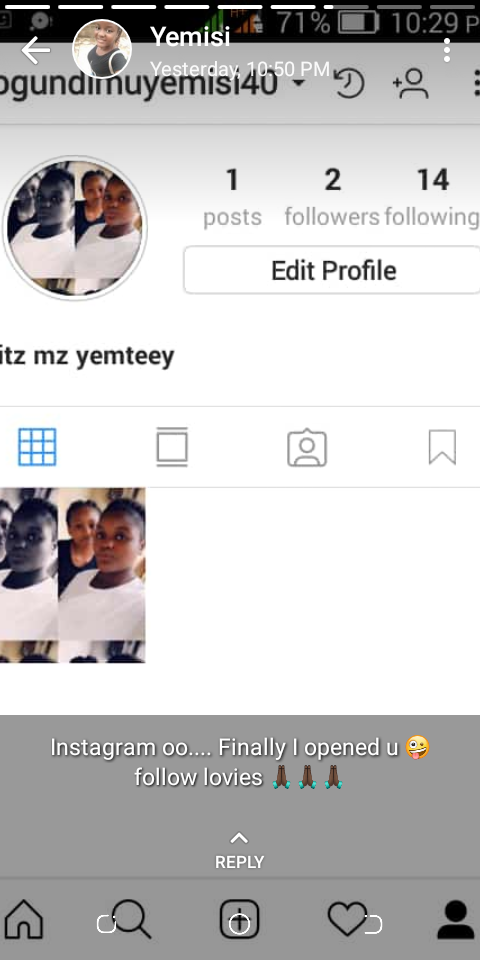 71% 10:29 P
Yemisi
Yesterday, 10:50 PM
ogundimuyemisi40
1 2 14
posts followers following
Edit Profile
itz mz yemteey
Instagram oo.... Finally I opened u 🤪
follow lovies 🙏🏿 🙏🏿 🙏🏿
REPLY